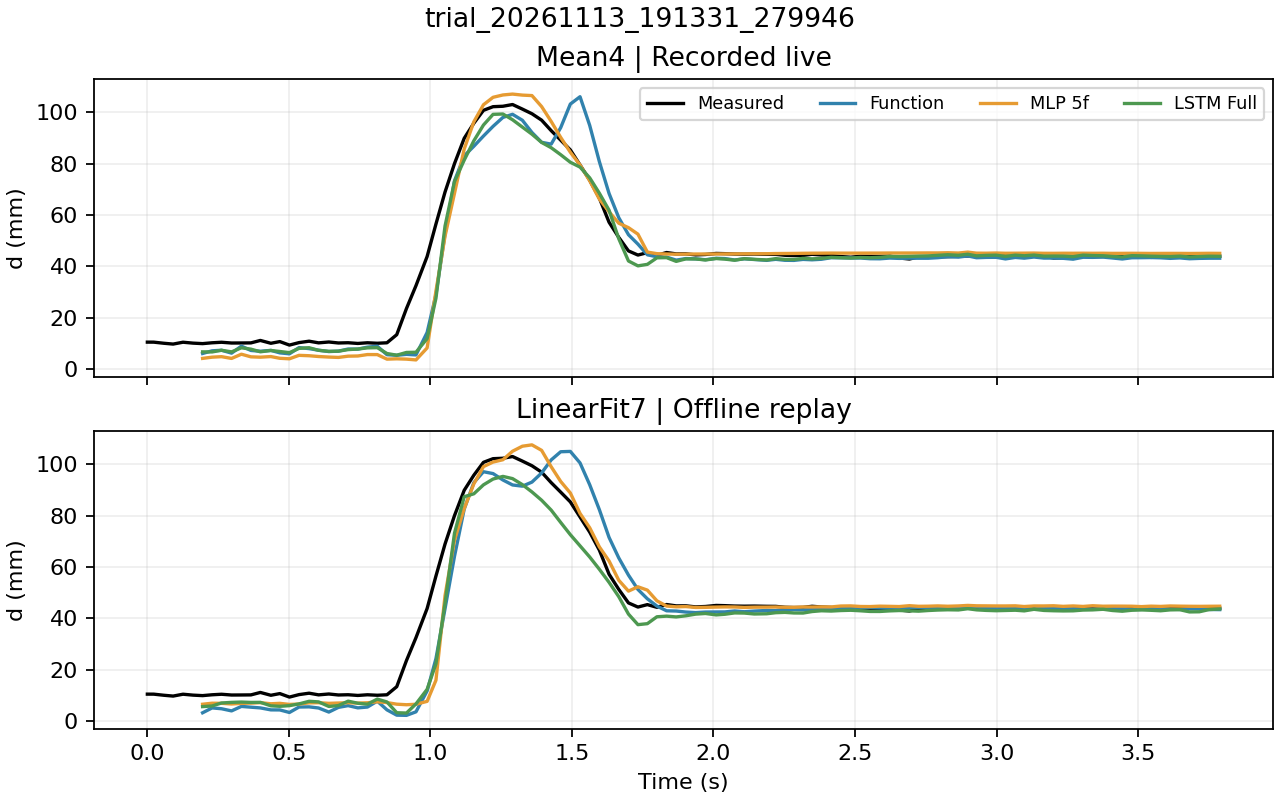 trial_20261113_191331_279946
Mean4 | Recorded live
Measured Function MLP 5f LSTM Full
100
80
60
40
20
0
d (mm)
LinearFit7 | Offline replay
100
80
60
40
20
0
d (mm)
0.0 0.5 1.0 1.5 2.0 2.5 3.0 3.5
Time (s)